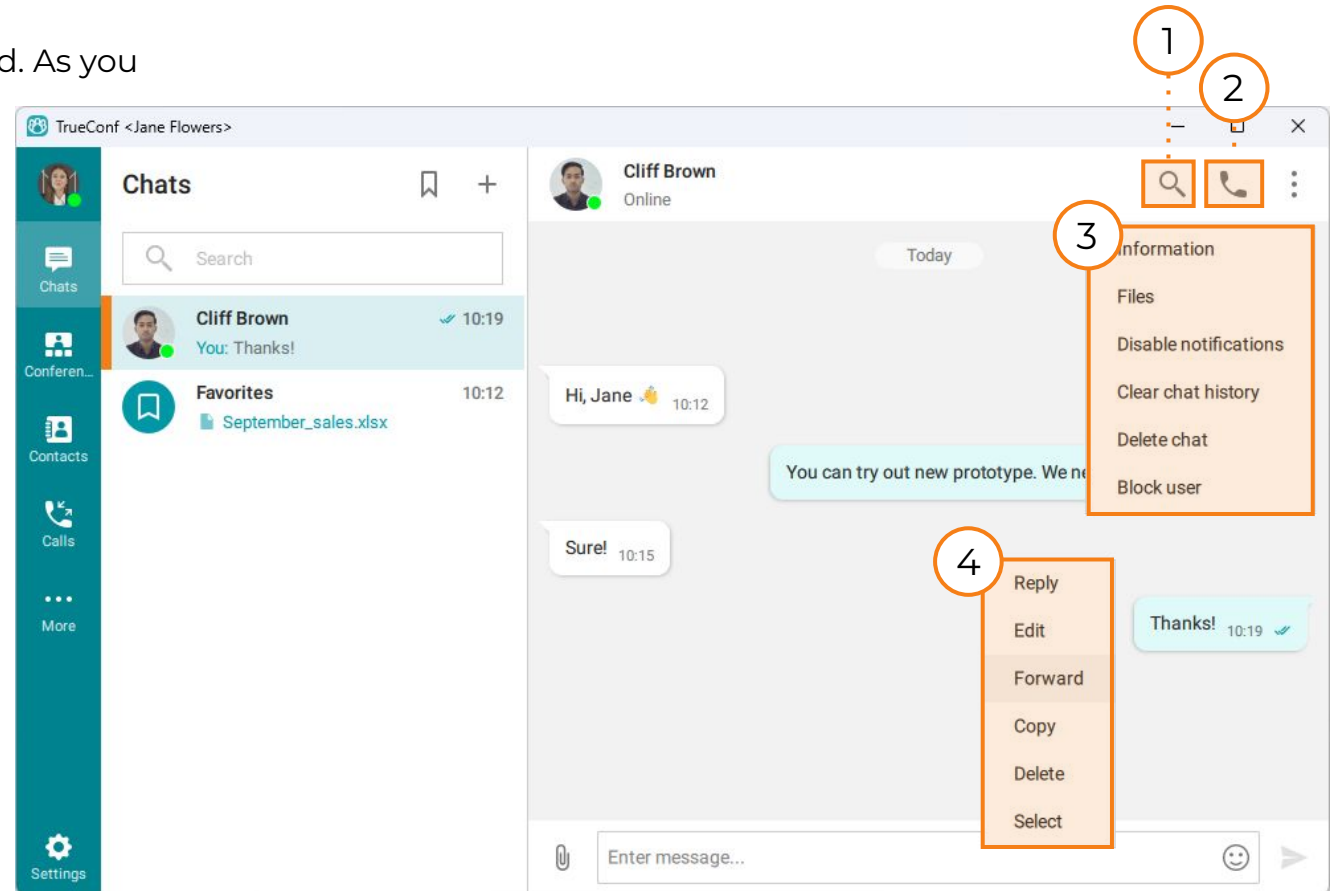 d. As you
1
2
TrueConf <Jane Flowers>
Chats
Cliff Brown
Online
Search
Chats
Conferen...
Contacts
Calls
More
Settings
Cliff Brown 10:19
You: Thanks!
Favorites 10:12
September_sales.xlsx
Today
Hi, Jane 👋 10:12
You can try out new prototype. We ne
Sure! 10:15
Thanks! 10:19
3
Information
Files
Disable notifications
Clear chat history
Delete chat
Block user
4
Reply
Edit
Forward
Copy
Delete
Select
Enter message...